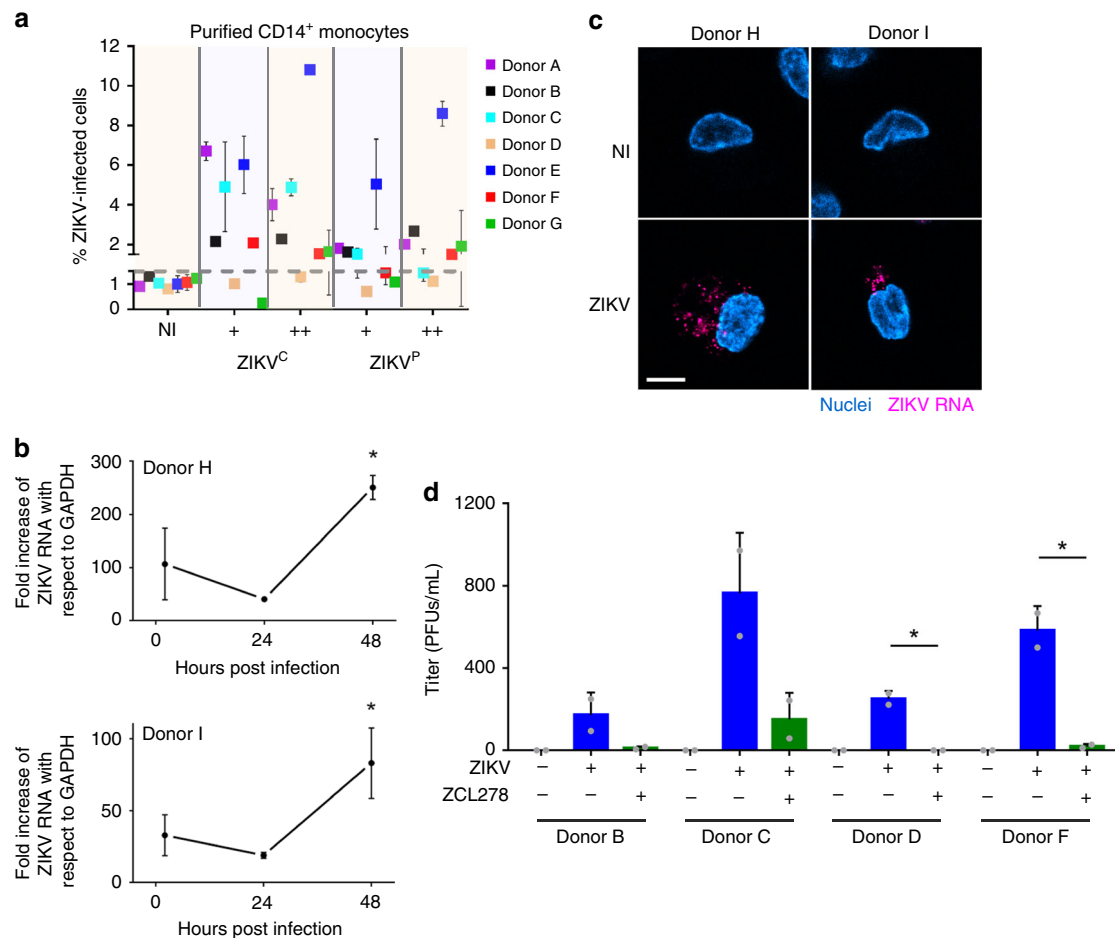 a
Purified CD14+ monocytes
% ZIKV-infected cells
12
10
8
6
4
2
1
0
NI
+
++
+
++
ZIKVC
ZIKVP
Donor A
Donor B
Donor C
Donor D
Donor E
Donor F
Donor G
b
Donor H
*
Fold increase of
ZIKV RNA with
respect to GAPDH
300
200
100
0
0
24
48
Hours post infection
Donor I
*
Fold increase of
ZIKV RNA with
respect to GAPDH
100
50
0
0
24
48
Hours post infection
c
Donor H
Donor I
NI
ZIKV
Nuclei
ZIKV RNA
d
Titer (PFUs/mL)
1200
800
400
0
*
*
ZIKV – + + – + + – + + – + +
ZCL278 – – + – – + – – + – – +
Donor B
Donor C
Donor D
Donor F